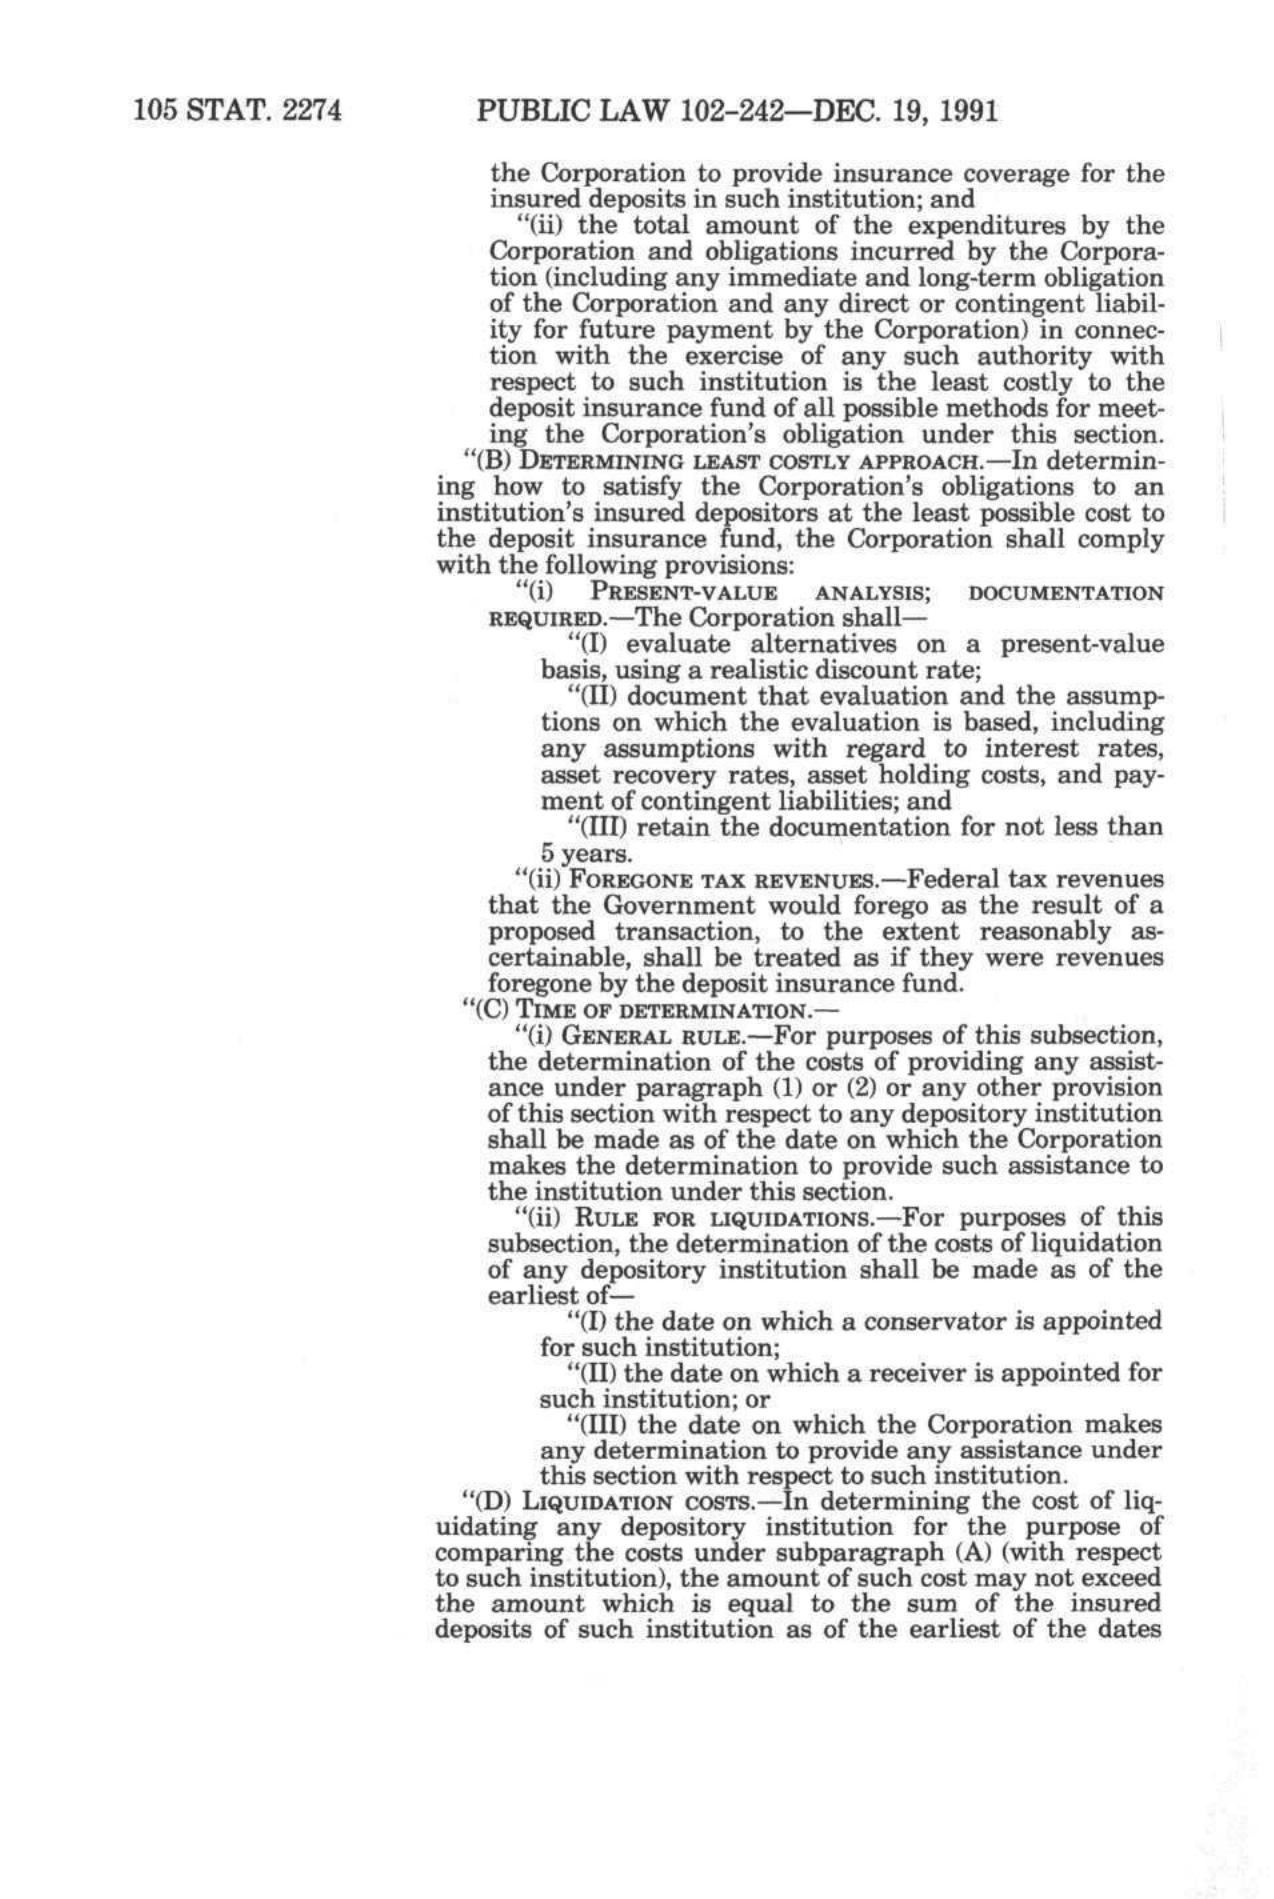 105 STAT. 2274 PUBLIC LAW 102-242—DEC. 19, 1991
the Corporation to provide insurance coverage for the
insured deposits in such institution; and
“(ii) the total amount of the expenditures by the
Corporation and obligations incurred by the Corpora-
tion (including any immediate and long-term obligation
of the Corporation and any direct or contingent liabil-
ity for future payment by the Corporation) in connec-
tion with the exercise of any such authority with
respect to such institution is the least costly to the
deposit insurance fund of all possible methods for meet-
ing the Corporation's obligation under this section.
“(B) DETERMINING LEAST COSTLY APPROACH.—In determin-
ing how to satisfy the Corporation's obligations to an
institution's insured depositors at the least possible cost to
the deposit insurance fund, the Corporation shall comply
with the following provisions:
“(i) PRESENT-VALUE ANALYSIS; DOCUMENTATION
REQUIRED.—The Corporation shall—
“(I) evaluate alternatives on a present-value
basis, using a realistic discount rate;
“(II) document that evaluation and the assump-
tions on which the evaluation is based, including
any assumptions with regard to interest rates,
asset recovery rates, asset holding costs, and pay-
ment of contingent liabilities; and
“(III) retain the documentation for not less than
5 years.
“(ii) FOREGONE TAX REVENUES.—Federal tax revenues
that the Government would forego as the result of a
proposed transaction, to the extent reasonably as-
certainable, shall be treated as if they were revenues
foregone by the deposit insurance fund.
“(C) TIME OF DETERMINATION.—
“(i) GENERAL RULE.—For purposes of this subsection,
the determination of the costs of providing any assist-
ance under paragraph (1) or (2) or any other provision
of this section with respect to any depository institution
shall be made as of the date on which the Corporation
makes the determination to provide such assistance to
the institution under this section.
“(ii) RULE FOR LIQUIDATIONS.—For purposes of this
subsection, the determination of the costs of liquidation
of any depository institution shall be made as of the
earliest of—
“(I) the date on which a conservator is appointed
for such institution;
“(II) the date on which a receiver is appointed for
such institution; or
“(III) the date on which the Corporation makes
any determination to provide any assistance under
this section with respect to such institution.
“(D) LIQUIDATION COSTS.—In determining the cost of liq-
uidating any depository institution for the purpose of
comparing the costs under subparagraph (A) (with respect
to such institution), the amount of such cost may not exceed
the amount which is equal to the sum of the insured
deposits of such institution as of the earliest of the dates